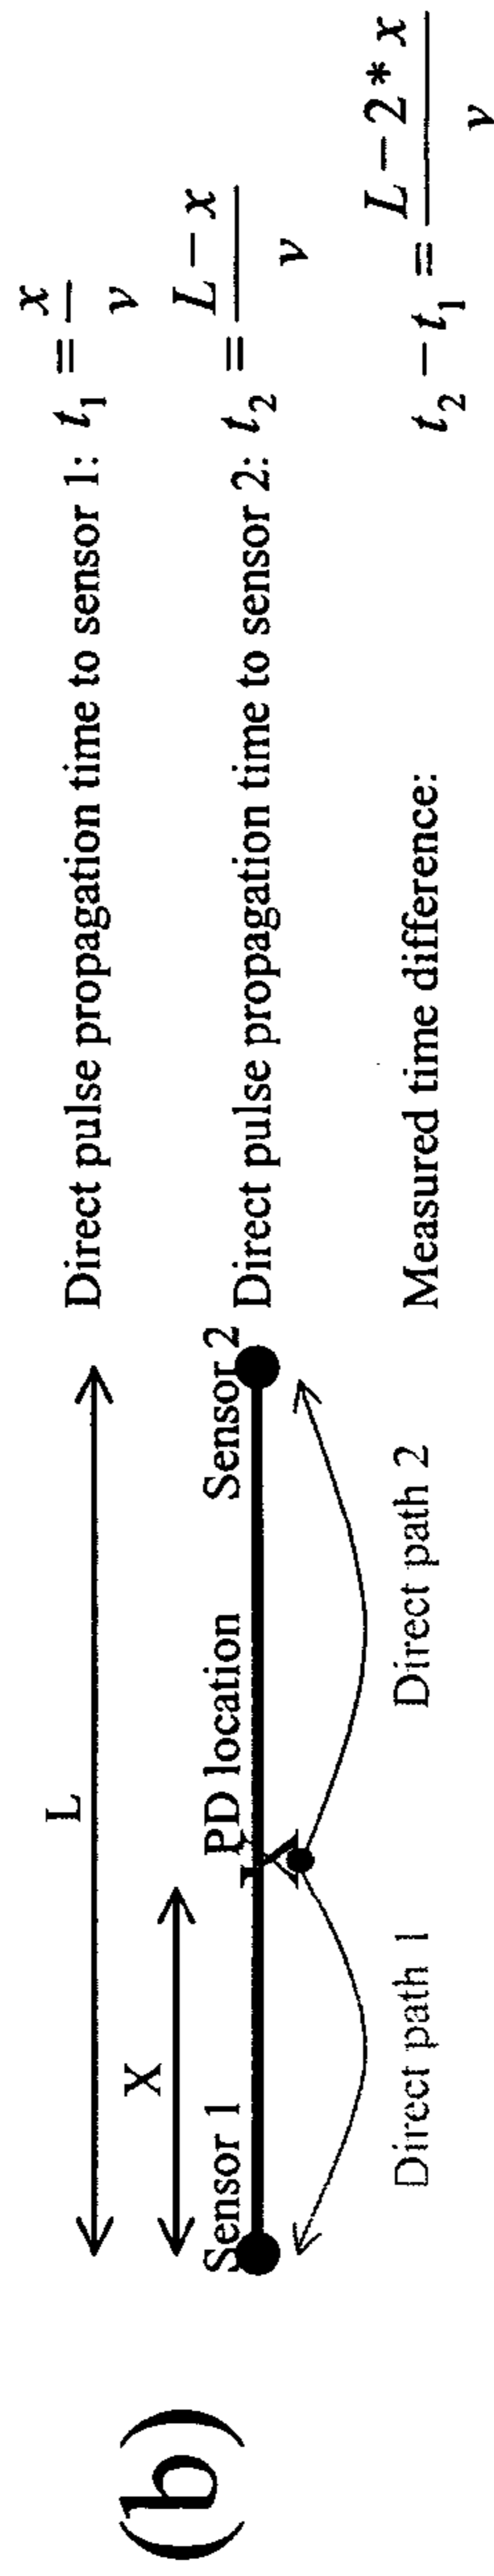 (b)
L
X
Sensor 1
PD location
Sensor 2
Direct path 1
Direct path 2
Direct pulse propagation time to sensor 1: t₁ = x/v
Direct pulse propagation time to sensor 2: t₂ = (L − x)/v
Measured time difference: t₂ − t₁ = (L − 2 * x)/v